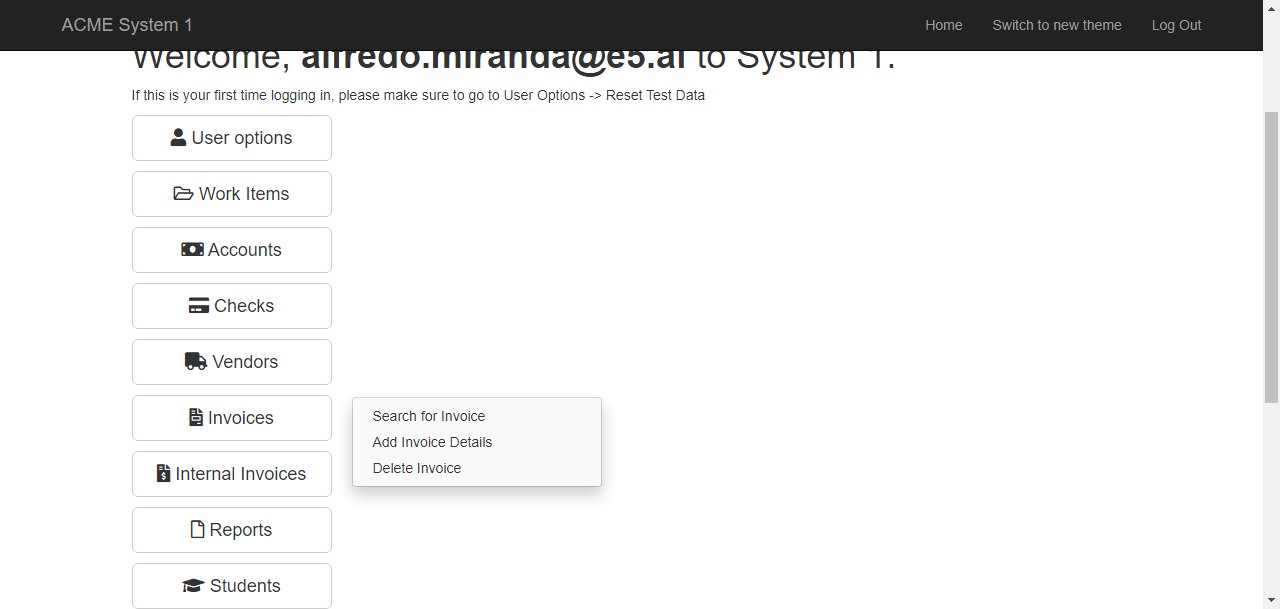 ACME System 1
Home
Switch to new theme
Log Out
Welcome, alfredo.miranda@e5.ai to System 1.
If this is your first time logging in, please make sure to go to User Options -> Reset Test Data
User options
Work Items
Accounts
Checks
Vendors
Invoices
Search for Invoice
Add Invoice Details
Delete Invoice
Internal Invoices
Reports
Students